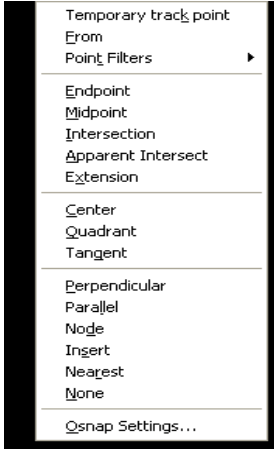 Temporary track point
From
Point Filters
Endpoint
Midpoint
Intersection
Apparent Intersect
Extension
Center
Quadrant
Tangent
Perpendicular
Parallel
Node
Insert
Nearest
None
Osnap Settings...